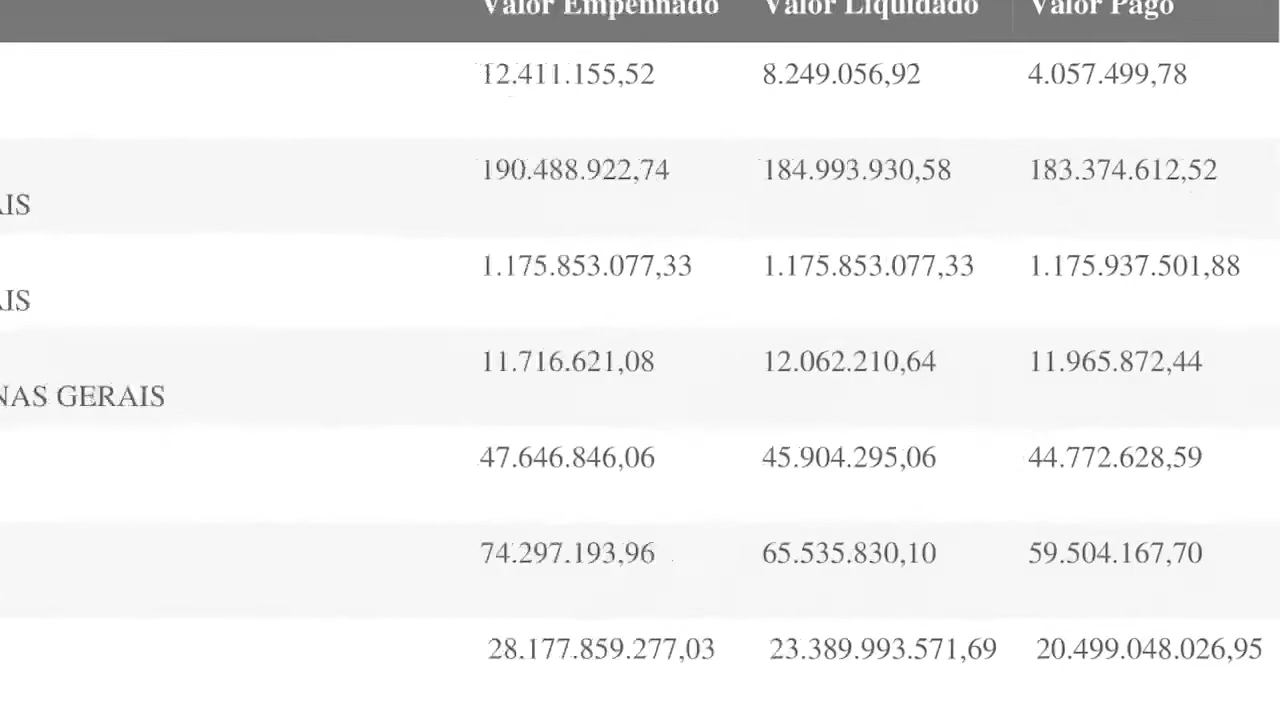 Valor Empenhado Valor Liquidado Valor Pago
12.411.155,52 8.249.056,92 4.057.499,78
190.488.922,74 184.993.930,58 183.374.612,52
AIS
1.175.853.077,33 1.175.853.077,33 1.175.937.501,88
AIS
11.716.621,08 12.062.210,64 11.965.872,44
NAS GERAIS
47.646.846,06 45.904.295,06 44.772.628,59
74.297.193,96 65.535.830,10 59.504.167,70
28.177.859.277,03 23.389.993.571,69 20.499.048.026,95